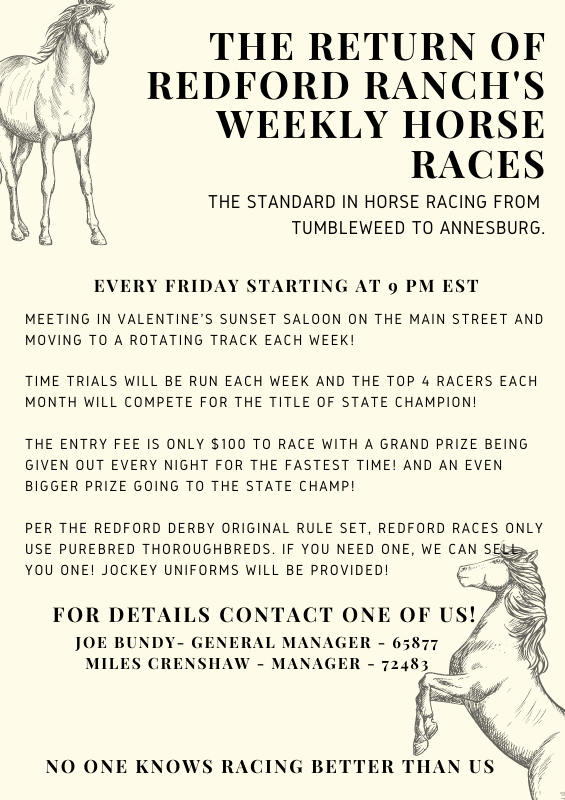 THE RETURN OF
REDFORD RANCH'S
WEEKLY HORSE
RACES
THE STANDARD IN HORSE RACING FROM
TUMBLEWEED TO ANNESBURG.
EVERY FRIDAY STARTING AT 9 PM EST
MEETING IN VALENTINE'S SUNSET SALOON ON THE MAIN STREET AND
MOVING TO A ROTATING TRACK EACH WEEK!
TIME TRIALS WILL BE RUN EACH WEEK AND THE TOP 4 RACERS EACH
MONTH WILL COMPETE FOR THE TITLE OF STATE CHAMPION!
THE ENTRY FEE IS ONLY $100 TO RACE WITH A GRAND PRIZE BEING
GIVEN OUT EVERY NIGHT FOR THE FASTEST TIME! AND AN EVEN
BIGGER PRIZE GOING TO THE STATE CHAMP!
PER THE REDFORD DERBY ORIGINAL RULE SET, REDFORD RACES ONLY
USE PUREBRED THOROUGHBREDS. IF YOU NEED ONE, WE CAN SELL
YOU ONE! JOCKEY UNIFORMS WILL BE PROVIDED!
FOR DETAILS CONTACT ONE OF US!
JOE BUNDY- GENERAL MANAGER - 65877
MILES CRENSHAW - MANAGER - 72483
NO ONE KNOWS RACING BETTER THAN US